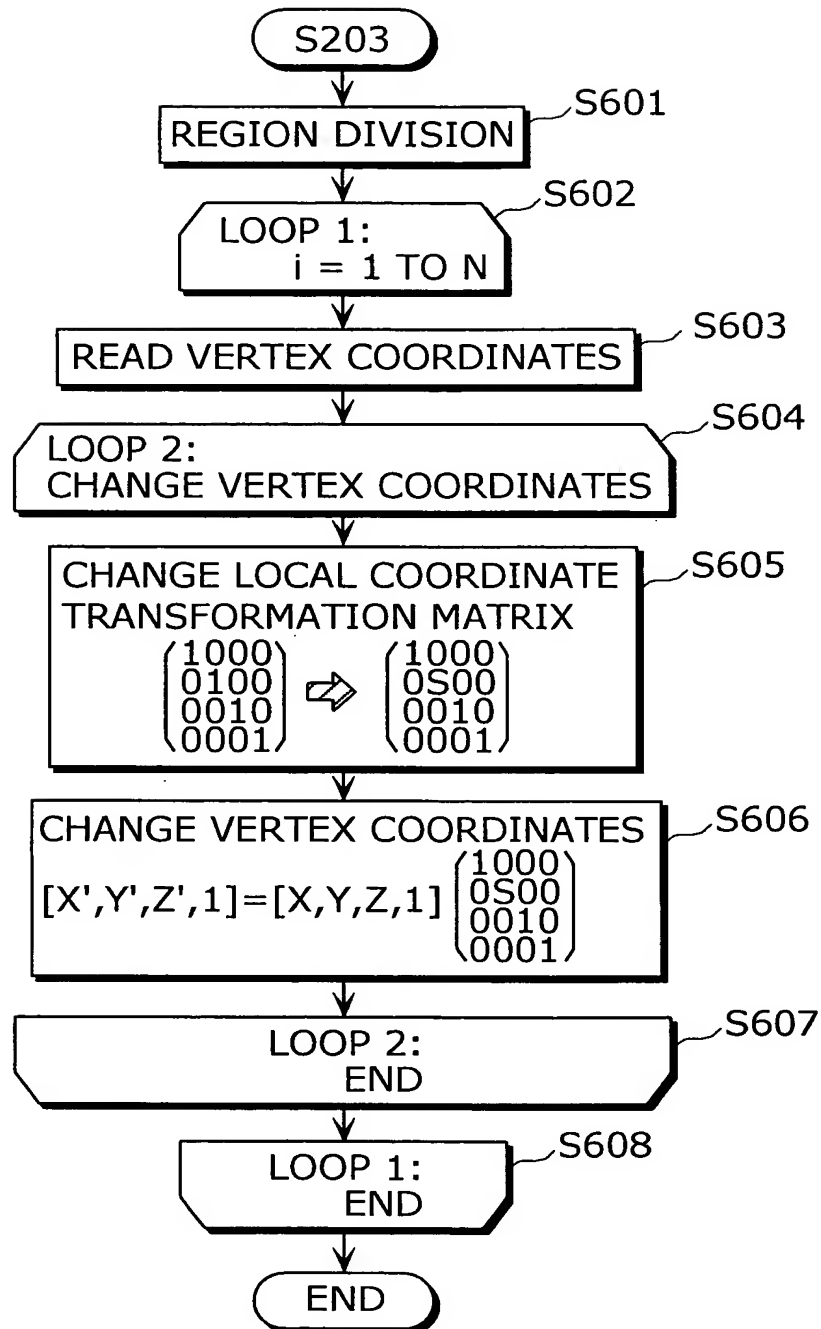 S203
REGION DIVISION
S601
LOOP 1:
i = 1 TO N
S602
READ VERTEX COORDINATES
S603
LOOP 2:
CHANGE VERTEX COORDINATES
S604
CHANGE LOCAL COORDINATE
TRANSFORMATION MATRIX
1000
0100
0010
0001
⇨
1000
0S00
0010
0001
S605
CHANGE VERTEX COORDINATES
[X',Y',Z',1]=[X,Y,Z,1]
1000
0S00
0010
0001
S606
LOOP 2:
END
S607
LOOP 1:
END
S608
END